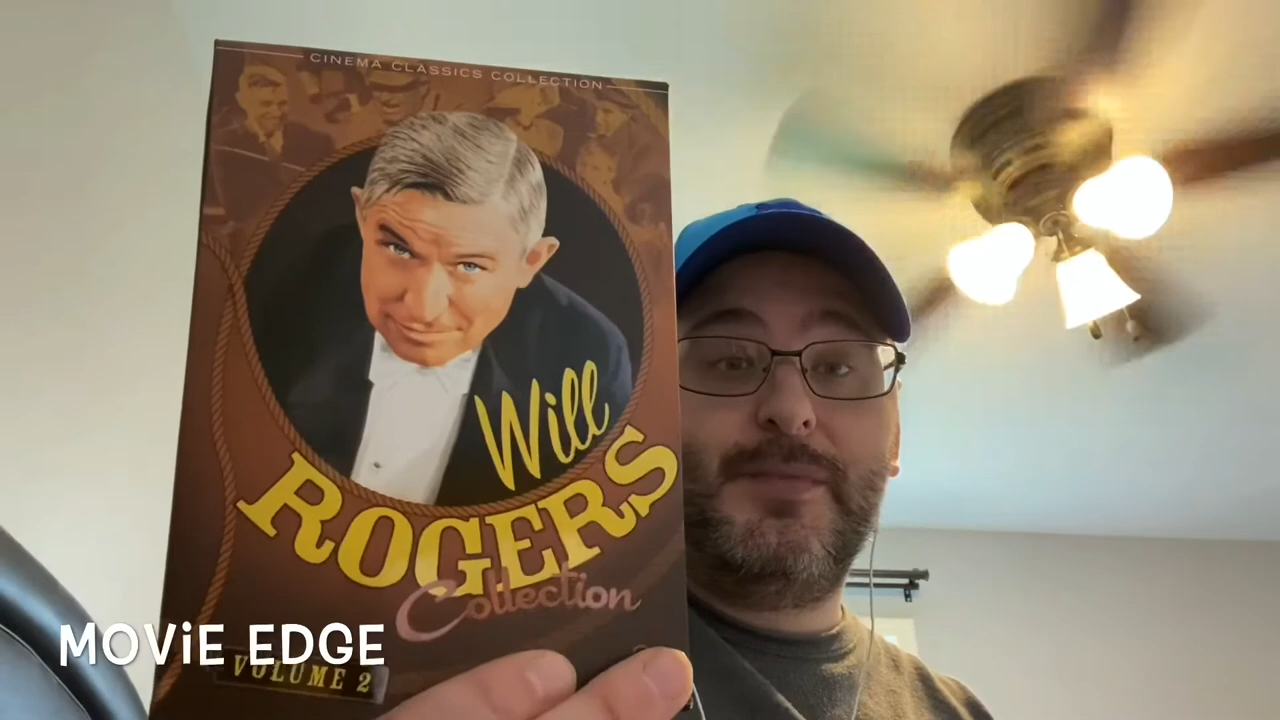 CINEMA CLASSICS COLLECTION
Will
ROGERS
Collection
MOViE EDGE
VOLUME 2